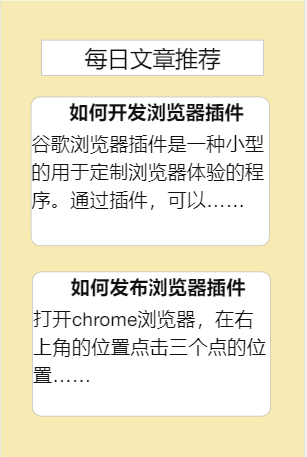 每日文章推荐
如何开发浏览器插件
谷歌浏览器插件是一种小型
的用于定制浏览器体验的程
序。通过插件，可以……
如何发布浏览器插件
打开chrome浏览器，在右
上角的位置点击三个点的位
置……